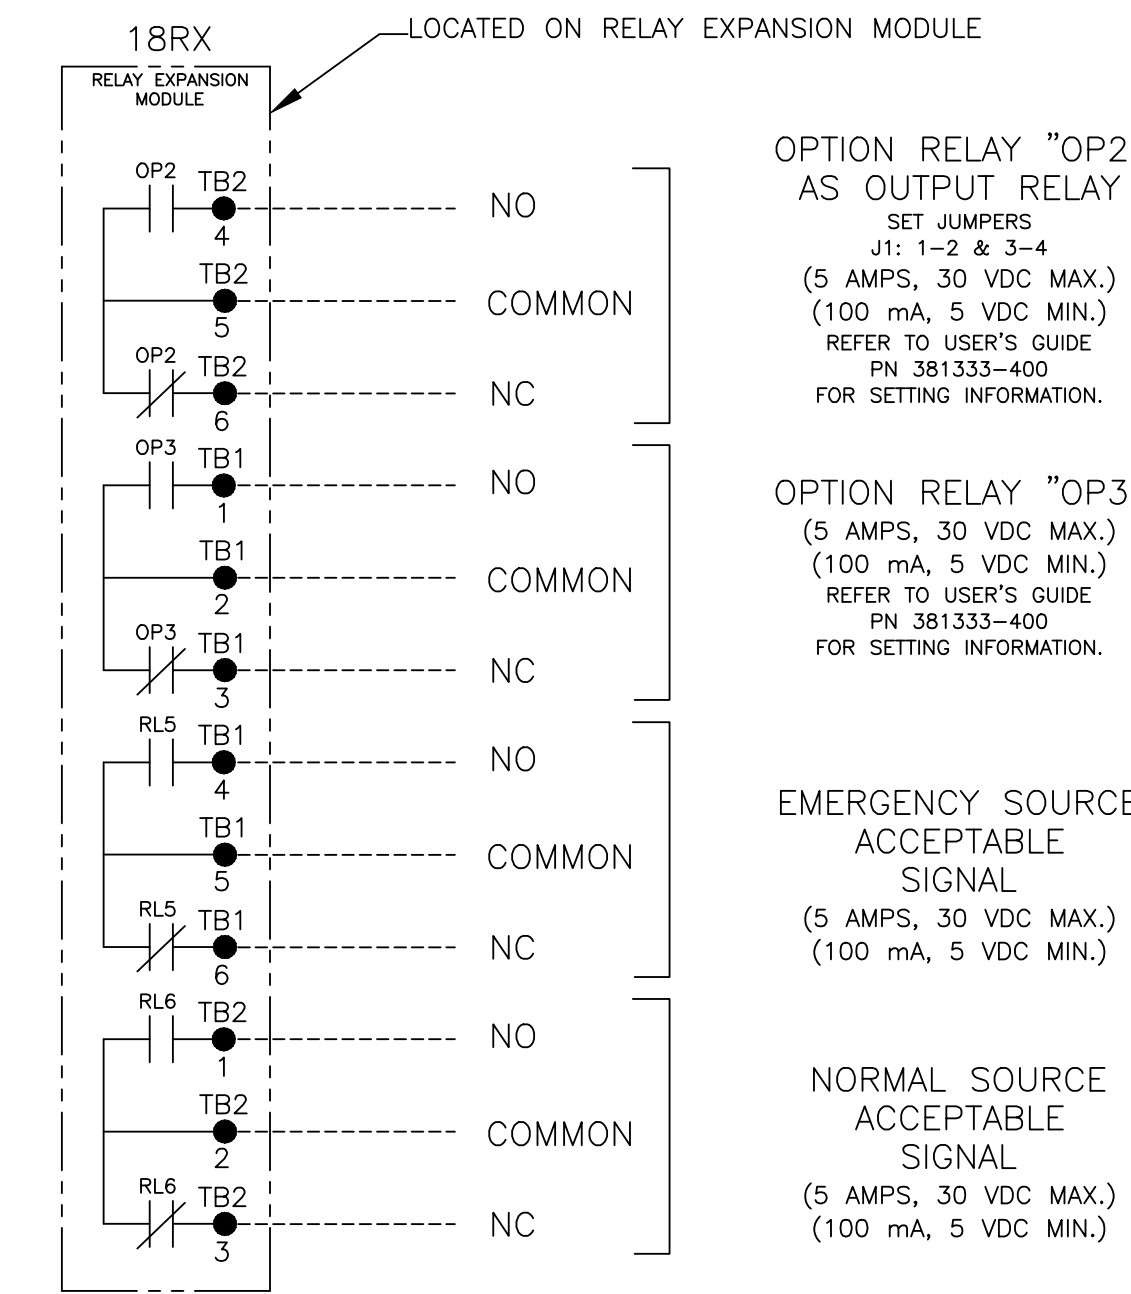 18RX
LOCATED ON RELAY EXPANSION MODULE
RELAY EXPANSION
MODULE
OP2
TB2
4
NO
TB2
5
COMMON
OP2
TB2
6
NC
OPTION RELAY "OP2
AS OUTPUT RELAY
SET JUMPERS
J1: 1-2 & 3-4
(5 AMPS, 30 VDC MAX.)
(100 mA, 5 VDC MIN.)
REFER TO USER'S GUIDE
PN 381333-400
FOR SETTING INFORMATION.
OP3
TB1
1
NO
TB1
2
COMMON
OP3
TB1
3
NC
OPTION RELAY "OP3
(5 AMPS, 30 VDC MAX.)
(100 mA, 5 VDC MIN.)
REFER TO USER'S GUIDE
PN 381333-400
FOR SETTING INFORMATION.
RL5
TB1
4
NO
TB1
5
COMMON
RL5
TB1
6
NC
EMERGENCY SOURCE
ACCEPTABLE
SIGNAL
(5 AMPS, 30 VDC MAX.)
(100 mA, 5 VDC MIN.)
RL6
TB2
1
NO
TB2
2
COMMON
RL6
TB2
3
NC
NORMAL SOURCE
ACCEPTABLE
SIGNAL
(5 AMPS, 30 VDC MAX.)
(100 mA, 5 VDC MIN.)